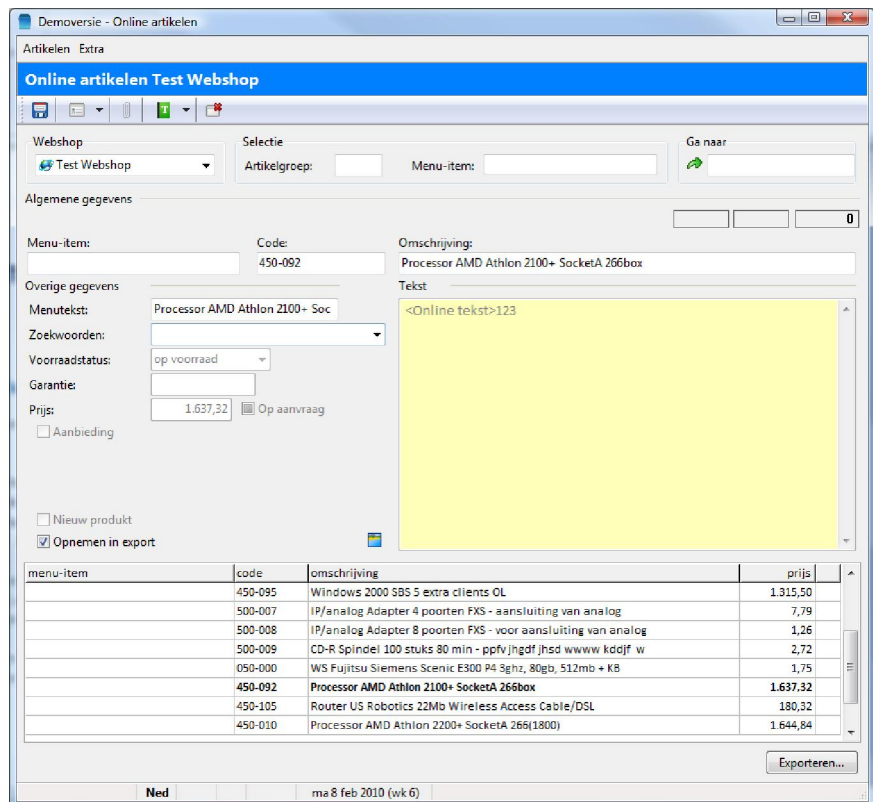 Demoversie - Online artikelen
Artikelen Extra
Online artikelen Test Webshop
Webshop Selectie Ga naar
Test Webshop Artikelgroep: Menu-item:
Algemene gegevens
0
Menu-item: Code: Omschrijving:
450-092 Processor AMD Athlon 2100+ SocketA 266box
Overige gegevens Tekst
Menutekst: Processor AMD Athlon 2100+ Soc <Online tekst>123
Zoekwoorden:
Voorraadstatus: op voorraad
Garantie:
Prijs: 1.637,32 Op aanvraag
Aanbieding
Nieuw produkt
Opnemen in export
menu-item code omschrijving prijs
450-095 Windows 2000 SBS 5 extra clients OL 1.315,50
500-007 IP/analog Adapter 4 poorten FXS - aansluiting van analog 7,79
500-008 IP/analog Adapter 8 poorten FXS - voor aansluiting van analog 1,26
500-009 CD-R Spindel 100 stuks 80 min - ppfv jhgdf jhsd wwww kddjf w 2,72
050-000 WS Fujitsu Siemens Scenic E300 P4 3ghz, 80gb, 512mb + KB 1,75
450-092 Processor AMD Athlon 2100+ SocketA 266box 1.637,32
450-105 Router US Robotics 22Mb Wireless Access Cable/DSL 180,32
450-010 Processor AMD Athlon 2200+ SocketA 266(1800) 1.644,84
Exporteren...
Ned ma 8 feb 2010 (wk 6)